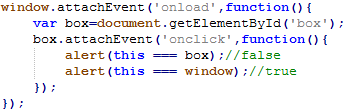 window.attachEvent('onload',function(){
    var box=document.getElementById('box');
    box.attachEvent('onclick',function(){
        alert(this === box);//false
        alert(this === window);//true
    });
});